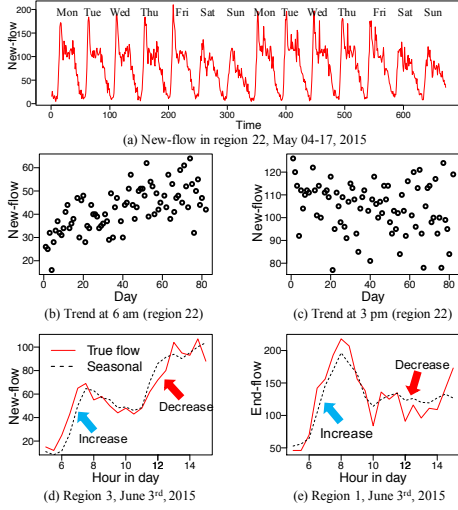 Mon Tue Wed Thu Fri Sat Sun Mon Tue Wed Thu Fri Sat Sun
New-flow
200
150
100
50
0
0 100 200 300 400 500 600
Time
(a) New-flow in region 22, May 04-17, 2015
New-flow
60
50
40
30
20
0 20 40 60 80
Day
(b) Trend at 6 am (region 22)
New-flow
120
110
100
90
80
0 20 40 60 80
Day
(c) Trend at 3 pm (region 22)
True flow
Seasonal
New-flow
100
80
60
40
20
Increase
Decrease
6 8 10 12 14
Hour in day
(d) Region 3, June 3rd, 2015
End-flow
200
150
100
50
Decrease
Increase
6 8 10 12 14
Hour in day
(e) Region 1, June 3rd, 2015